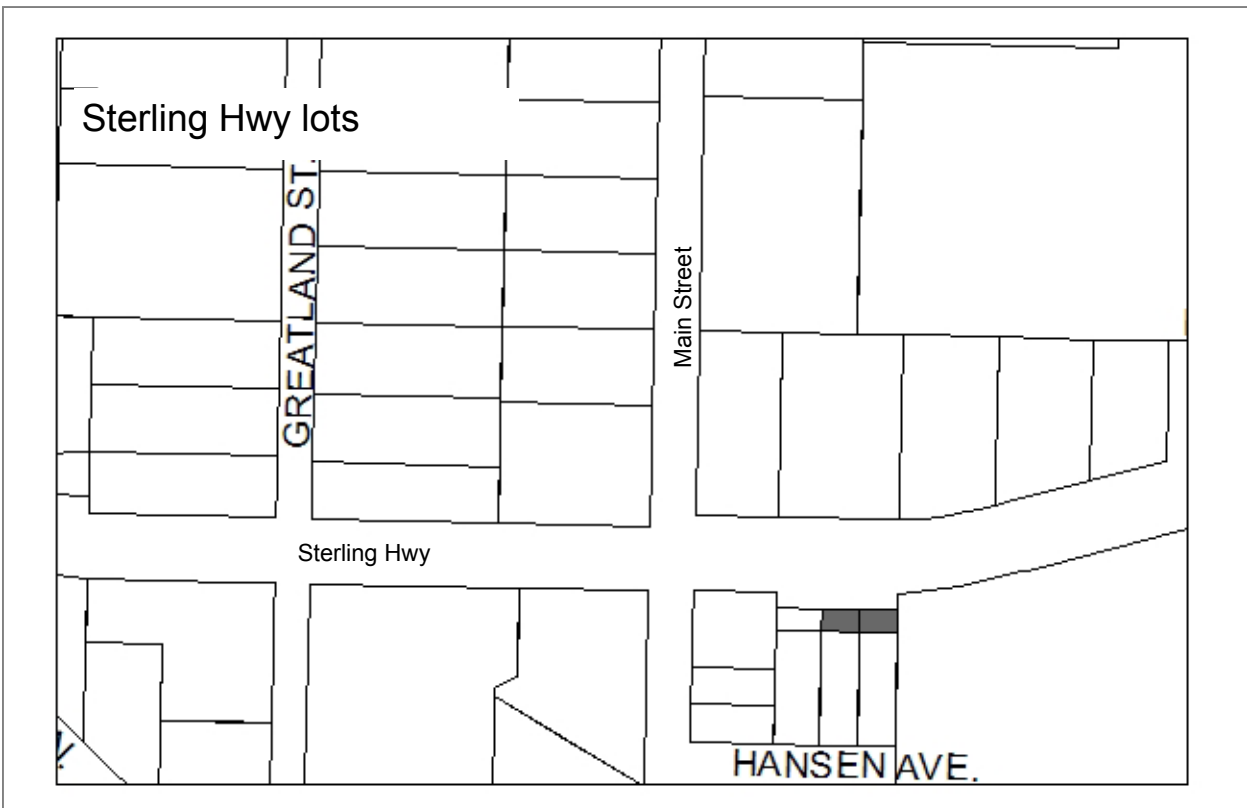 Sterling Hwy lots
GREATLAND ST.
Main Street
Sterling Hwy
HANSEN AVE.